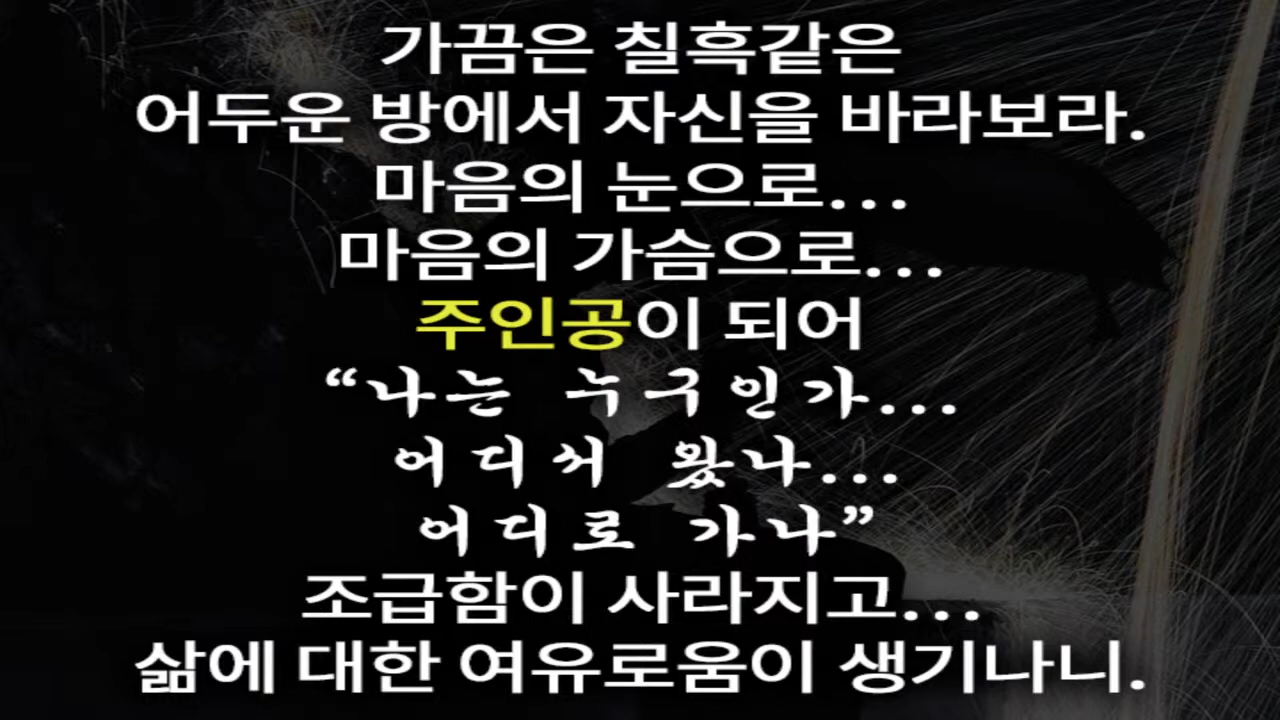 가끔은 칠흑같은
어두운 방에서 자신을 바라보라.
마음의 눈으로...
마음의 가슴으로...
주인공이 되어
“나는 누구인가...
어디서 왔나...
어디로 가나”
조급함이 사라지고...
삶에 대한 여유로움이 생기나니.